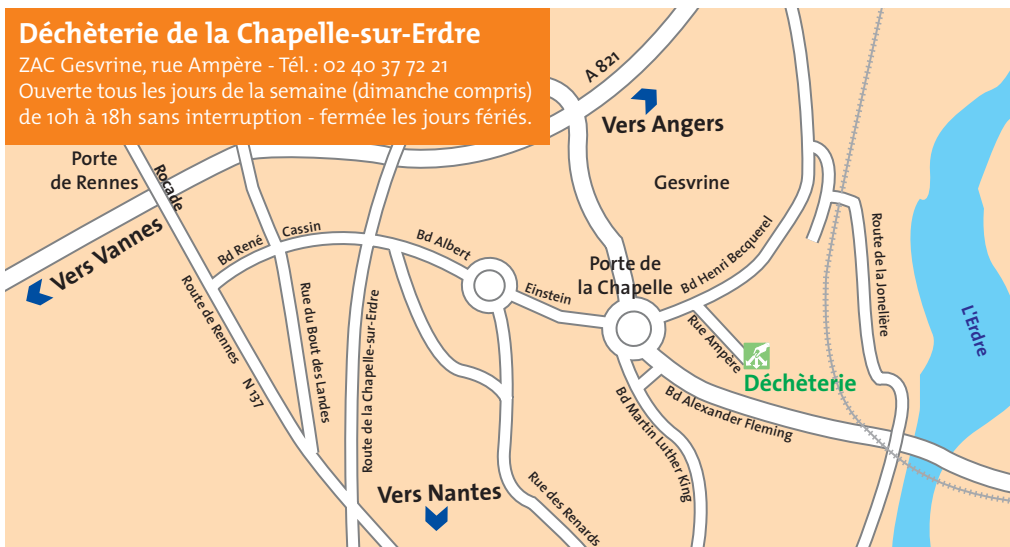 Déchèterie de la Chapelle-sur-Erdre
ZAC Gesvrine, rue Ampère - Tél. : 02 40 37 72 21
Ouverte tous les jours de la semaine (dimanche compris)
de 10h à 18h sans interruption - fermée les jours fériés.
A 821
Vers Angers
Porte
de Rennes
Rocade
Gesvrine
Vers Vannes
Bd René Cassin
Bd Albert Einstein
Porte de
la Chapelle
Bd Henri Becquerel
Route de la Jonelière
L'Erdre
Route de Rennes N 137
Rue du Bout des Landes
Route de la Chapelle-sur-Erdre
Rue Ampère
Déchèterie
Bd Alexander Fleming
Bd Martin Luther King
Vers Nantes
Rue des Renards